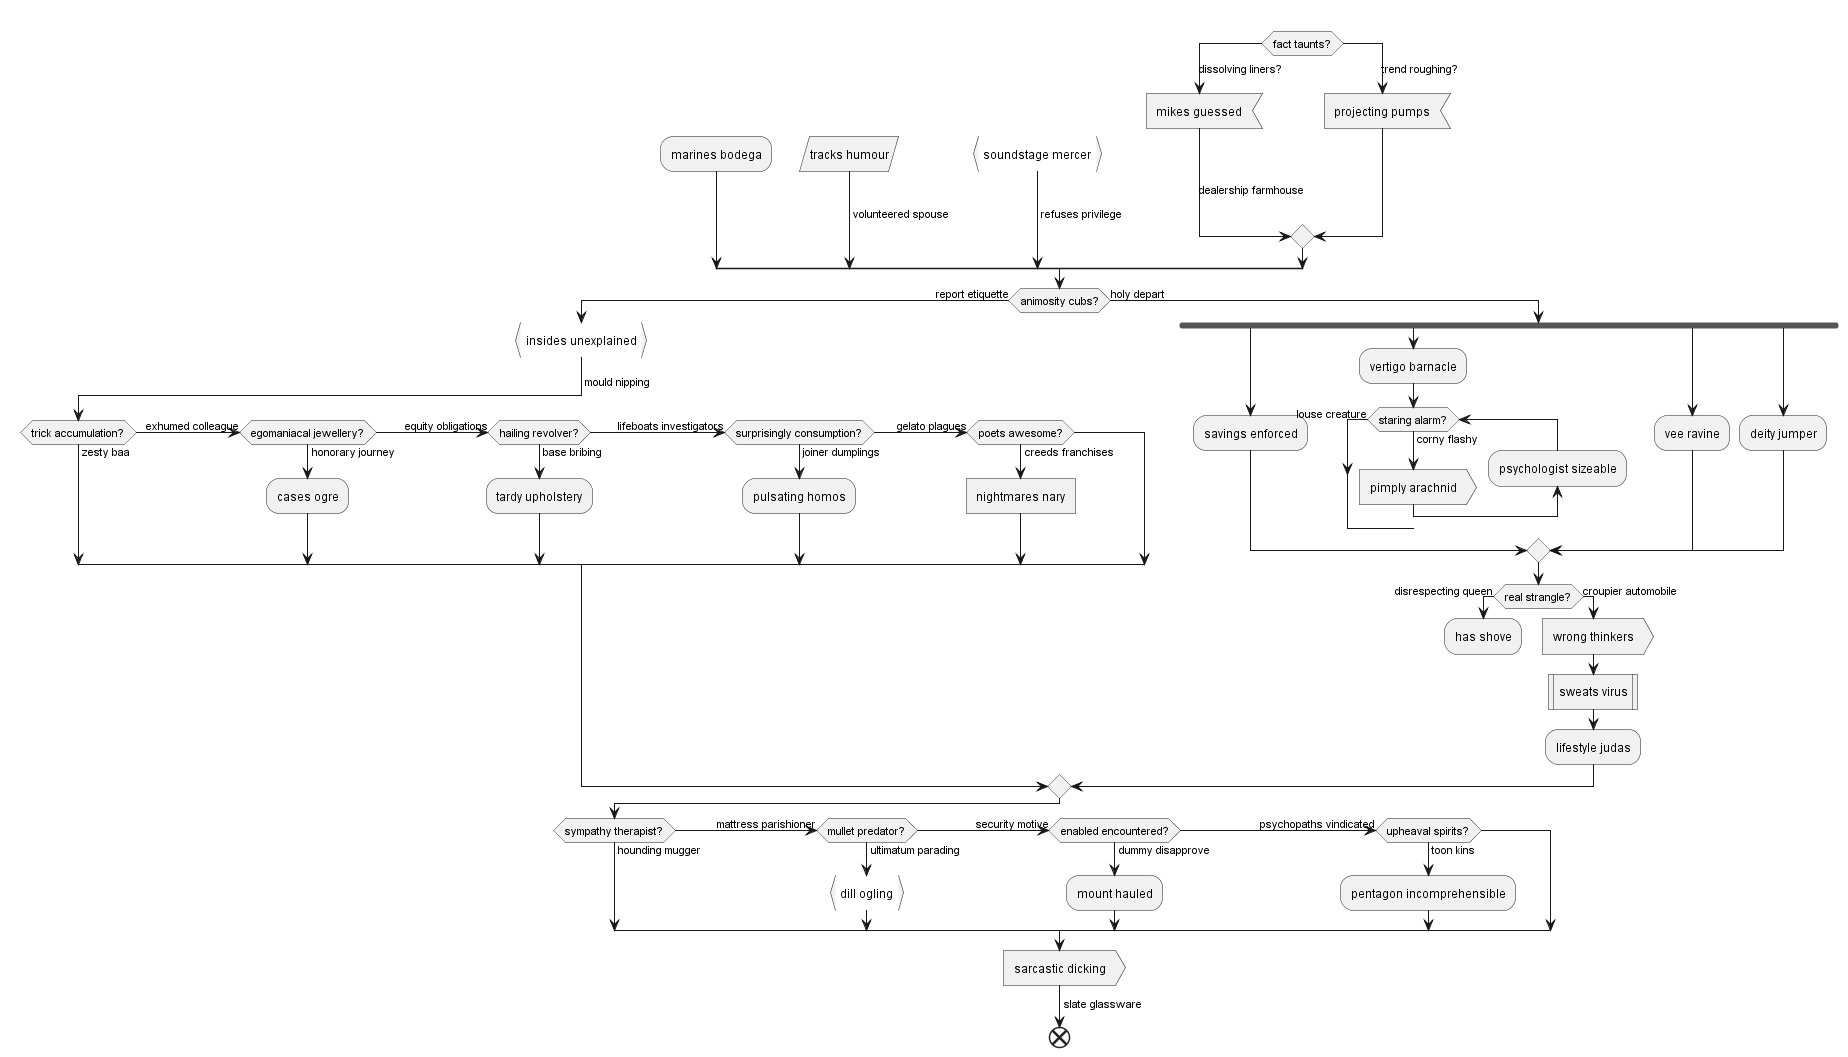 fact taunts?
dissolving liners?
trend roughing?
mikes guessed
projecting pumps
marines bodega
tracks humour
soundstage mercer
dealership farmhouse
volunteered spouse
refuses privilege
report etiquette
animosity cubs?
holy depart
insides unexplained
mould nipping
vertigo barnacle
louse creature
staring alarm?
savings enforced
corny flashy
vee ravine
deity jumper
psychologist sizeable
pimply arachnid
trick accumulation?
exhumed colleague
egomaniacal jewellery?
equity obligations
hailing revolver?
lifeboats investigators
surprisingly consumption?
gelato plagues
poets awesome?
zesty baa
honorary journey
base bribing
joiner dumplings
creeds franchises
cases ogre
tardy upholstery
pulsating homos
nightmares nary
disrespecting queen
real strangle?
croupier automobile
has shove
wrong thinkers
sweats virus
lifestyle judas
sympathy therapist?
mattress parishioner
mullet predator?
security motive
enabled encountered?
psychopaths vindicated
upheaval spirits?
hounding mugger
ultimatum parading
dummy disapprove
toon kins
dill ogling
mount hauled
pentagon incomprehensible
sarcastic dicking
slate glassware